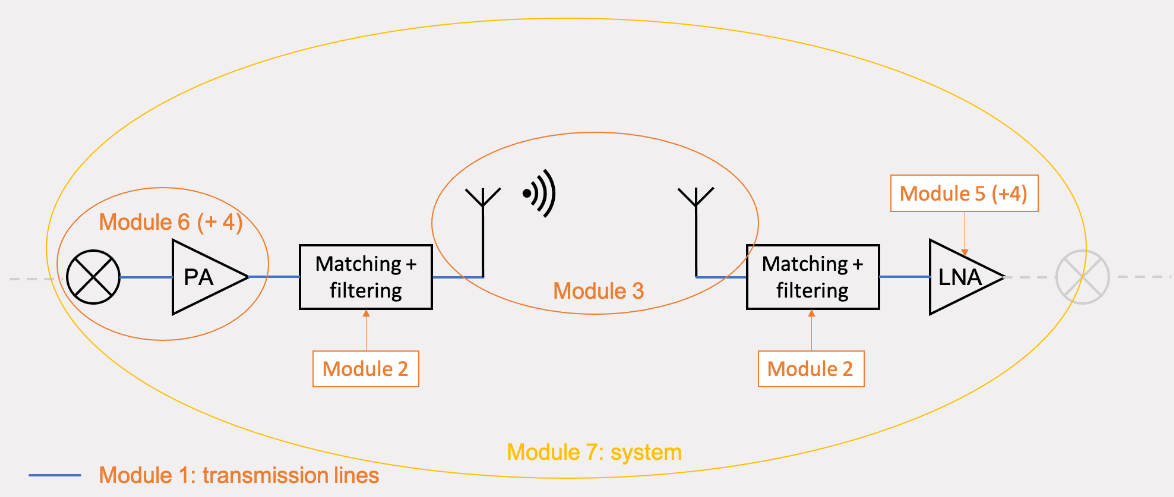 Module 5 (+4)
Module 6 (+ 4)
PA
Matching +
filtering
Module 3
Matching +
filtering
LNA
Module 2
Module 2
Module 7: system
Module 1: transmission lines